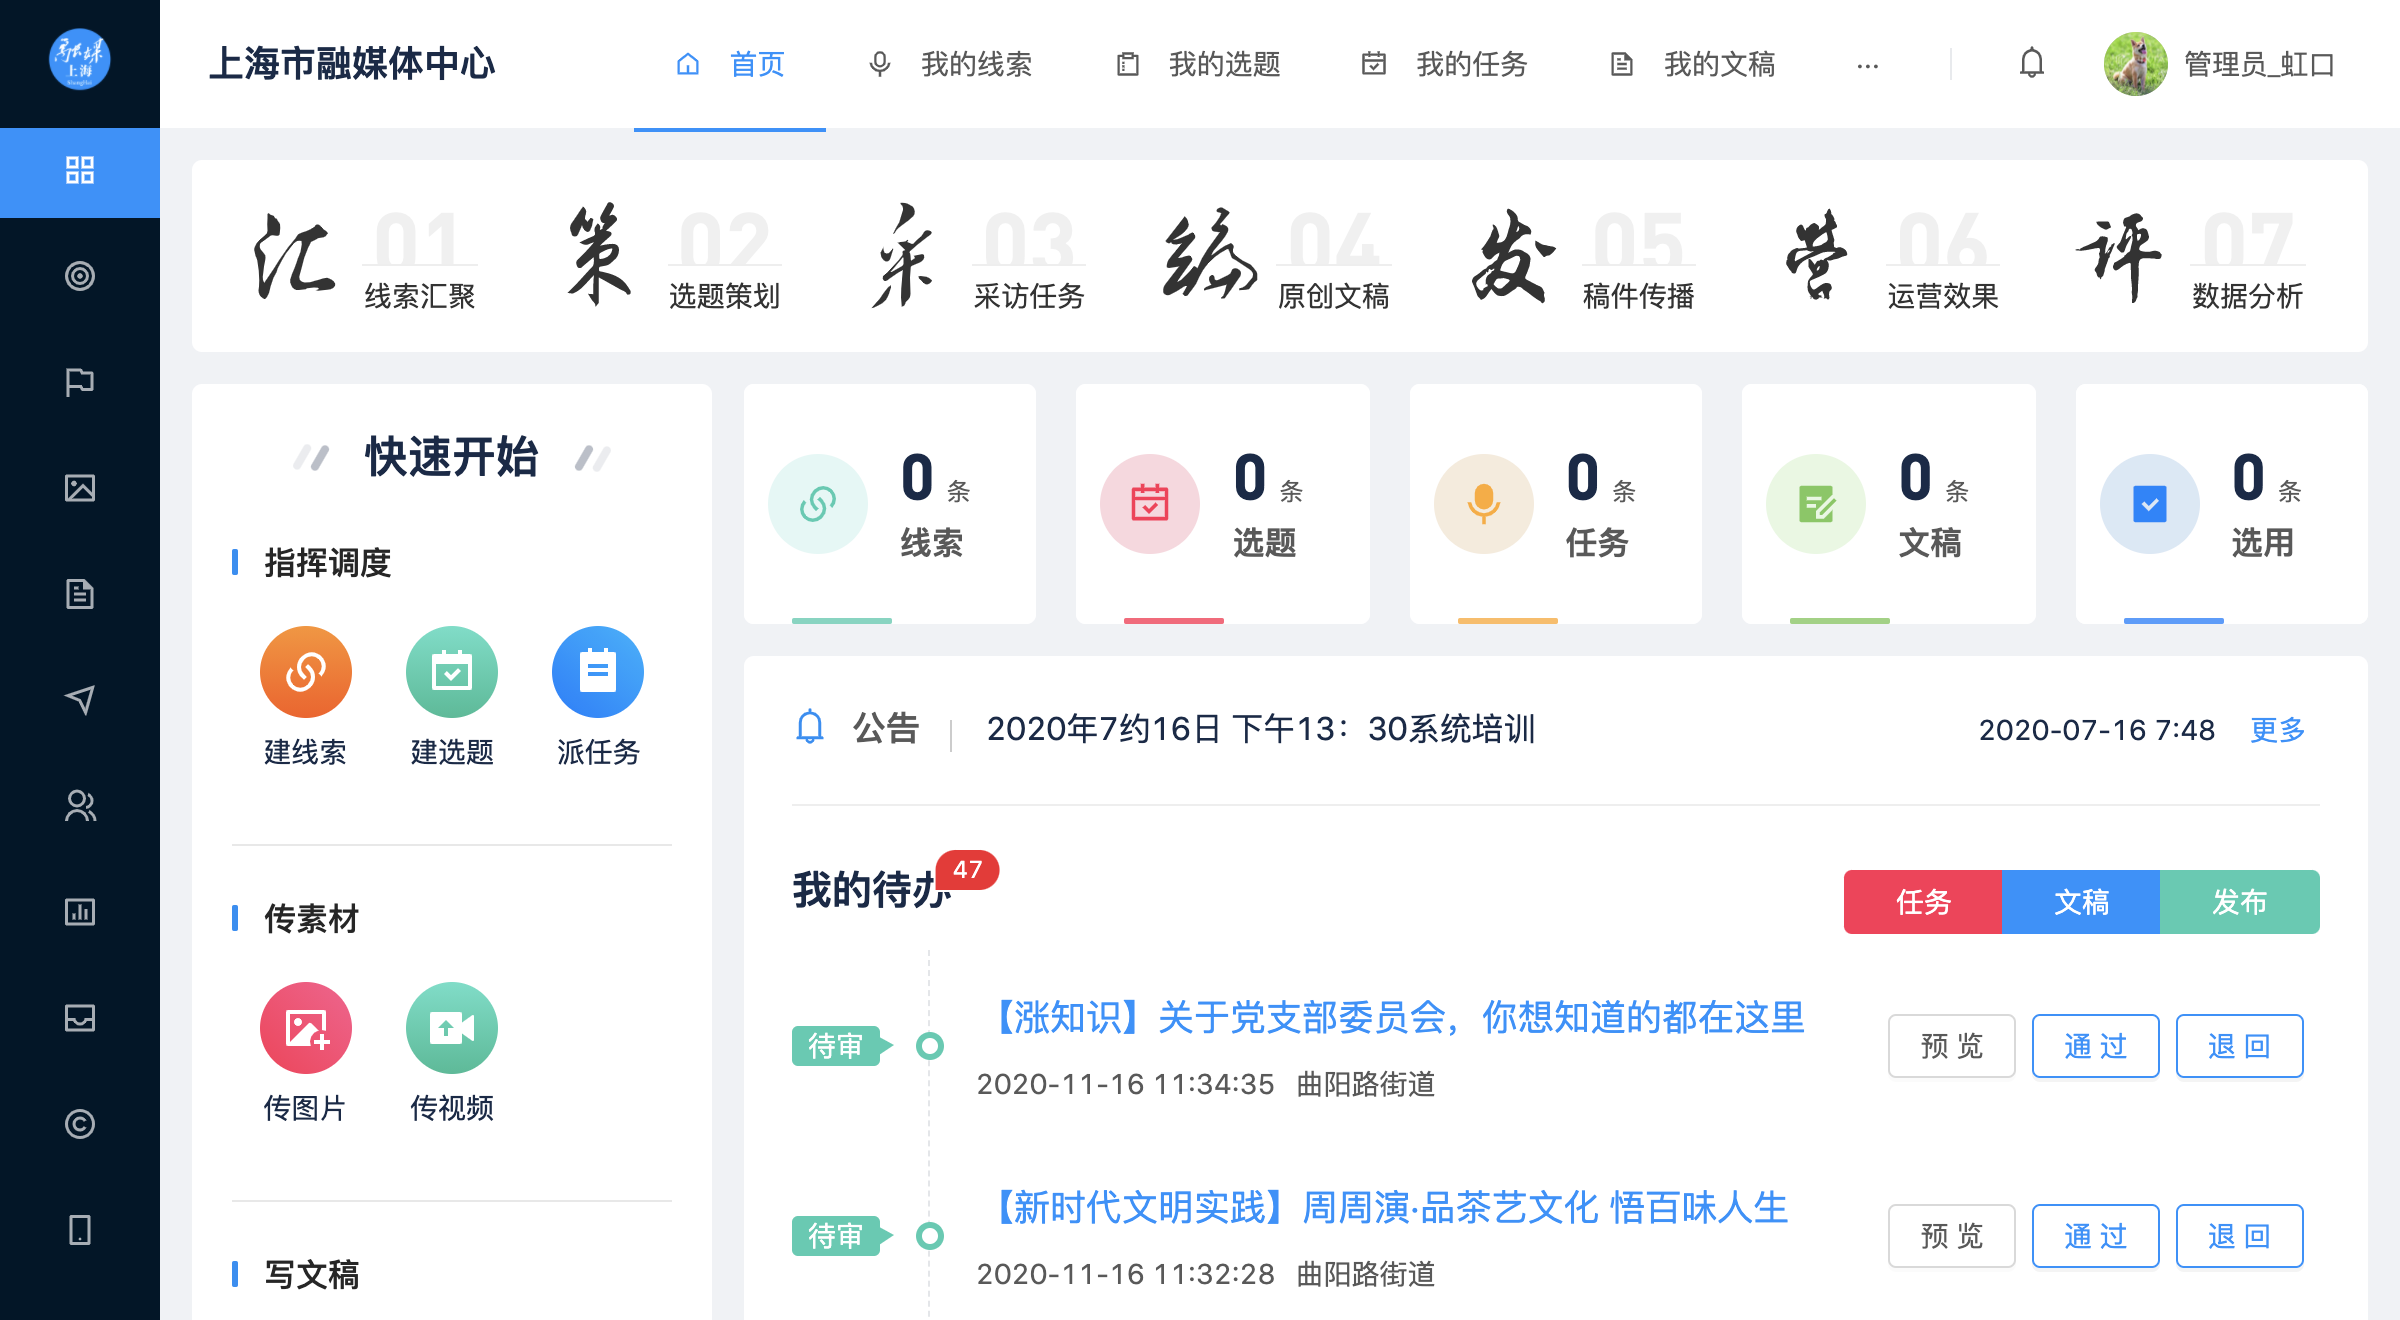 融媒
上海
ShangHai
上海市融媒体中心
首页
我的线索
我的选题
我的任务
我的文稿
...
管理员_虹口
汇
01
线索汇聚
策
02
选题策划
采
03
采访任务
编
04
原创文稿
发
05
稿件传播
营
06
运营效果
评
07
数据分析
快速开始
指挥调度
建线索
建选题
派任务
传素材
传图片
传视频
写文稿
0 条
线索
0 条
选题
0 条
任务
0 条
文稿
0 条
选用
公告
2020年7约16日 下午13：30系统培训
2020-07-16 7:48
更多
我的待办
47
任务
文稿
发布
待审
【涨知识】关于党支部委员会，你想知道的都在这里
2020-11-16 11:34:35 曲阳路街道
预 览
通 过
退 回
待审
【新时代文明实践】周周演·品茶艺文化 悟百味人生
2020-11-16 11:32:28 曲阳路街道
预 览
通 过
退 回